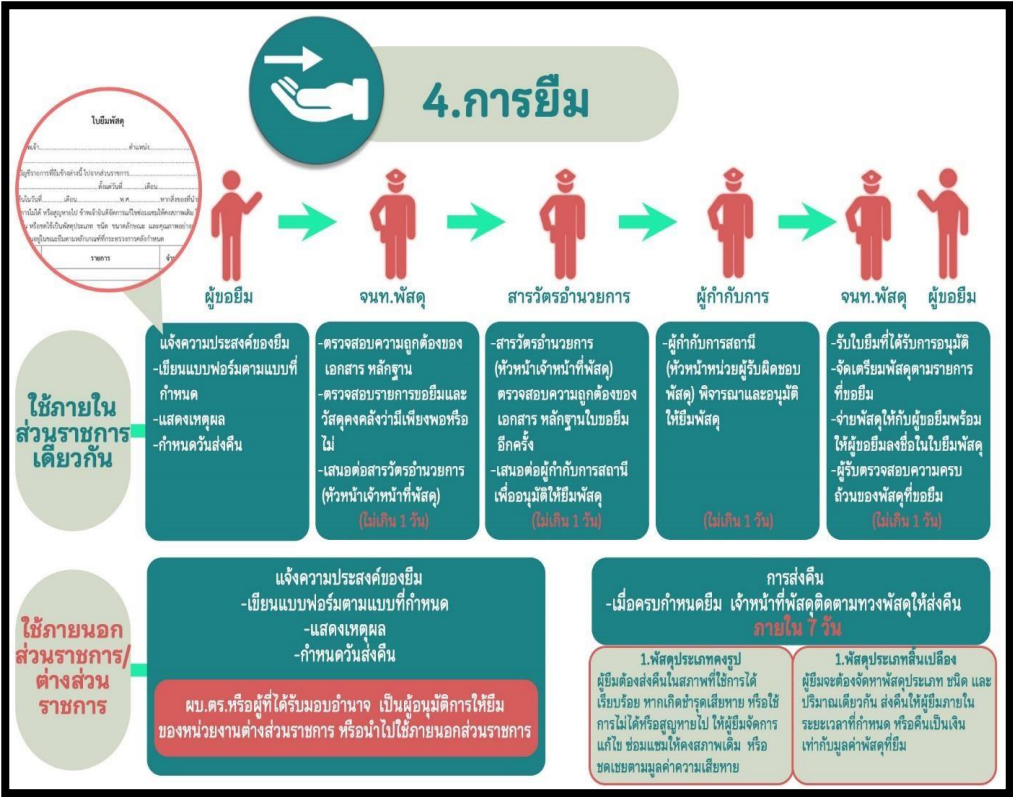 4.การยืม
ใบยืมพัสดุ
ตำแหน่ง
ตั้งแต่วันที่ เดือน
รายการ
ผู้ขอยืม
จนท.พัสดุ
สารวัตรอำนวยการ
ผู้กำกับการ
จนท.พัสดุ
ผู้ขอยืม
ใช้ภายใน
ส่วนราชการ
เดียวกัน
แจ้งความประสงค์ของยืม
-เขียนแบบฟอร์มตามแบบที่
กำหนด
-แสดงเหตุผล
-กำหนดวันส่งคืน
-ตรวจสอบความถูกต้องของ
เอกสาร หลักฐาน
-ตรวจสอบรายการขอยืมและ
วัสดุคงคลังว่ามีเพียงพอหรือ
ไม่
-เสนอต่อสารวัตรอำนวยการ
(หัวหน้าเจ้าหน้าที่พัสดุ)
(ไม่เกิน 1 วัน)
-สารวัตรอำนวยการ
(หัวหน้าเจ้าหน้าที่พัสดุ)
ตรวจสอบความถูกต้องของ
เอกสาร หลักฐานใบขอยืม
อีกครั้ง
-เสนอต่อผู้กำกับการสถานี
เพื่ออนุมัติให้ยืมพัสดุ
(ไม่เกิน 1 วัน)
-ผู้กำกับการสถานี
(หัวหน้าหน่วยผู้รับผิดชอบ
พัสดุ) พิจารณาและอนุมัติ
ให้ยืมพัสดุ
(ไม่เกิน 1 วัน)
-รับใบยืมที่ได้รับการอนุมัติ
-จัดเตรียมพัสดุตามรายการ
ที่ขอยืม
-จ่ายพัสดุให้กับผู้ขอยืมพร้อม
ให้ผู้ขอยืมลงชื่อในใบยืมพัสดุ
-ผู้รับตรวจสอบความครบ
ถ้วนของพัสดุที่ขอยืม
(ไม่เกิน 1 วัน)
ใช้ภายนอก
ส่วนราชการ/
ต่างส่วน
ราชการ
แจ้งความประสงค์ของยืม
-เขียนแบบฟอร์มตามแบบที่กำหนด
-แสดงเหตุผล
-กำหนดวันส่งคืน
ผบ.ตร.หรือผู้ที่ได้รับมอบอำนาจ เป็นผู้อนุมัติการให้ยืม
ของหน่วยงานต่างส่วนราชการ หรือนำไปใช้ภายนอกส่วนราชการ
การส่งคืน
-เมื่อครบกำหนดยืม เจ้าหน้าที่พัสดุติดตามทวงพัสดุให้ส่งคืน
ภายใน 7 วัน
1.พัสดุประเภทคงรูป
ผู้ยืมต้องส่งคืนในสภาพที่ใช้การได้
เรียบร้อย หากเกิดชำรุดเสียหาย หรือใช้
การไม่ได้หรือสูญหายไป ให้ผู้ยืมจัดการ
แก้ไข ซ่อมแซมให้คงสภาพเดิม หรือ
ชดเชยตามมูลค่าความเสียหาย
1.พัสดุประเภทสิ้นเปลือง
ผู้ยืมจะต้องจัดหาพัสดุประเภท ชนิด และ
ปริมาณเดียวกัน ส่งคืนให้ผู้ยืมภายใน
ระยะเวลาที่กำหนด หรือคืนเป็นเงิน
เท่ากับมูลค่าพัสดุที่ยืม